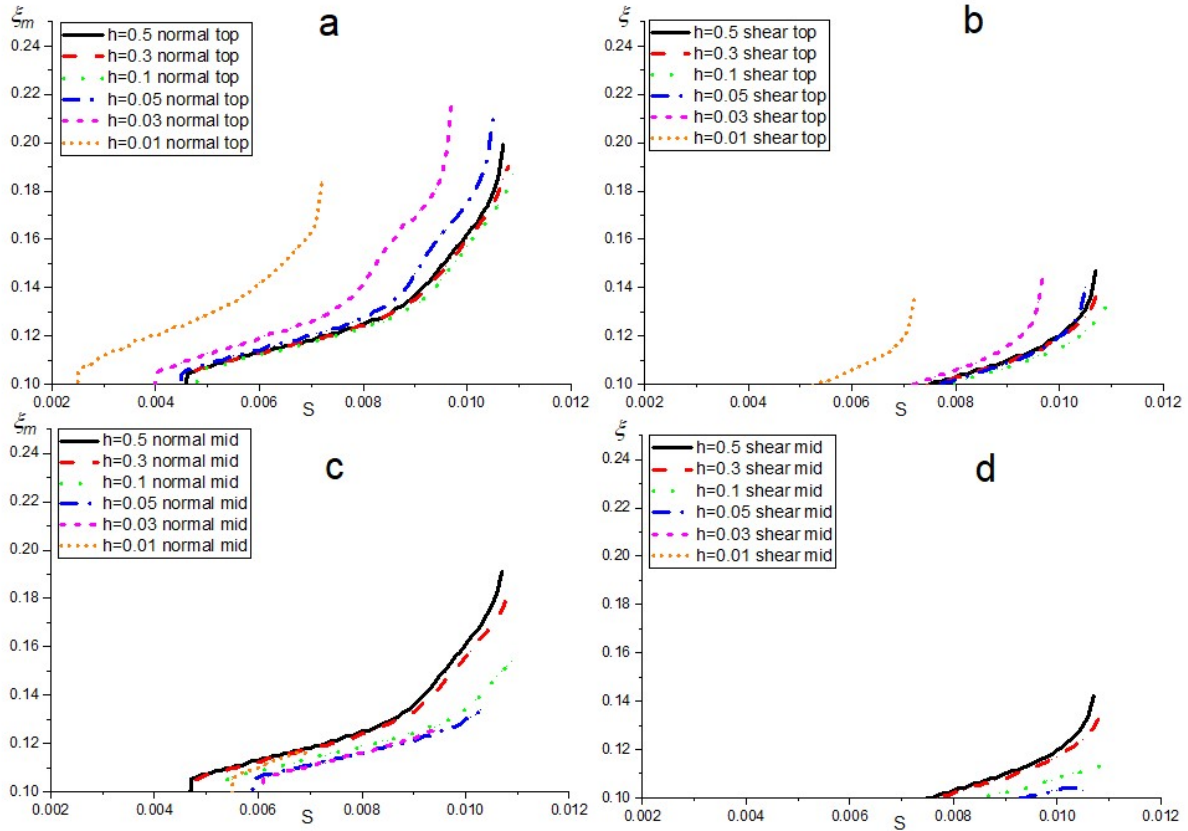 ξm
a
h=0.5 normal top
h=0.3 normal top
h=0.1 normal top
h=0.05 normal top
h=0.03 normal top
h=0.01 normal top
0.24
0.22
0.20
0.18
0.16
0.14
0.12
0.10
0.002 0.004 0.006 0.008 0.010 0.012
S
ξ
b
h=0.5 shear top
h=0.3 shear top
h=0.1 shear top
h=0.05 shear top
h=0.03 shear top
h=0.01 shear top
0.24
0.22
0.20
0.18
0.16
0.14
0.12
0.10
0.002 0.004 0.006 0.008 0.010 0.012
S
ξm
c
h=0.5 normal mid
h=0.3 normal mid
h=0.1 normal mid
h=0.05 normal mid
h=0.03 normal mid
h=0.01 normal mid
0.24
0.22
0.20
0.18
0.16
0.14
0.12
0.10
0.002 0.004 0.006 0.008 0.010 0.012
S
ξ
d
h=0.5 shear mid
h=0.3 shear mid
h=0.1 shear mid
h=0.05 shear mid
h=0.03 shear mid
h=0.01 shear mid
0.24
0.22
0.20
0.18
0.16
0.14
0.12
0.10
0.002 0.004 0.006 0.008 0.010 0.012
S